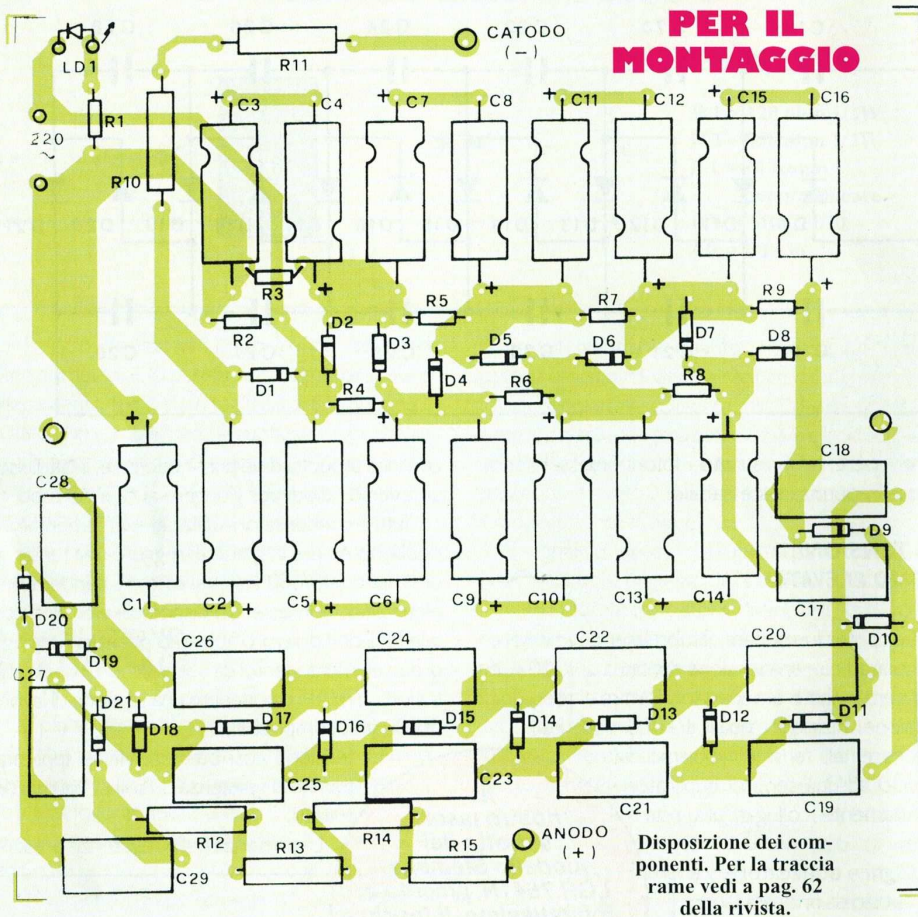 PER IL
MONTAGGIO
CATODO
(-)
LD1
R11
+ C3 C4 + C7 C8 + C11 C12 + C15 C16
R1
220
~
R10
R3 + + + +
R5 R7 R9
R2 D2 D3 D5 D6 D7 D8
D1 D4
R4 R6 R8
+ + + +
C18
C28
D9
C1 C2 + C5 + C6 C9 + C10 C13 + C14 C17
D20
D10
C26 C24 C22 C20
D19
C27
D21 D18 D17 D16 D15 D14 D13 D12 D11
C25 C23
C21 C19
R12 R14
ANODO
(+)
R13 R15
C29
Disposizione dei com-
ponenti. Per la traccia
rame vedi a pag. 62
della rivista.